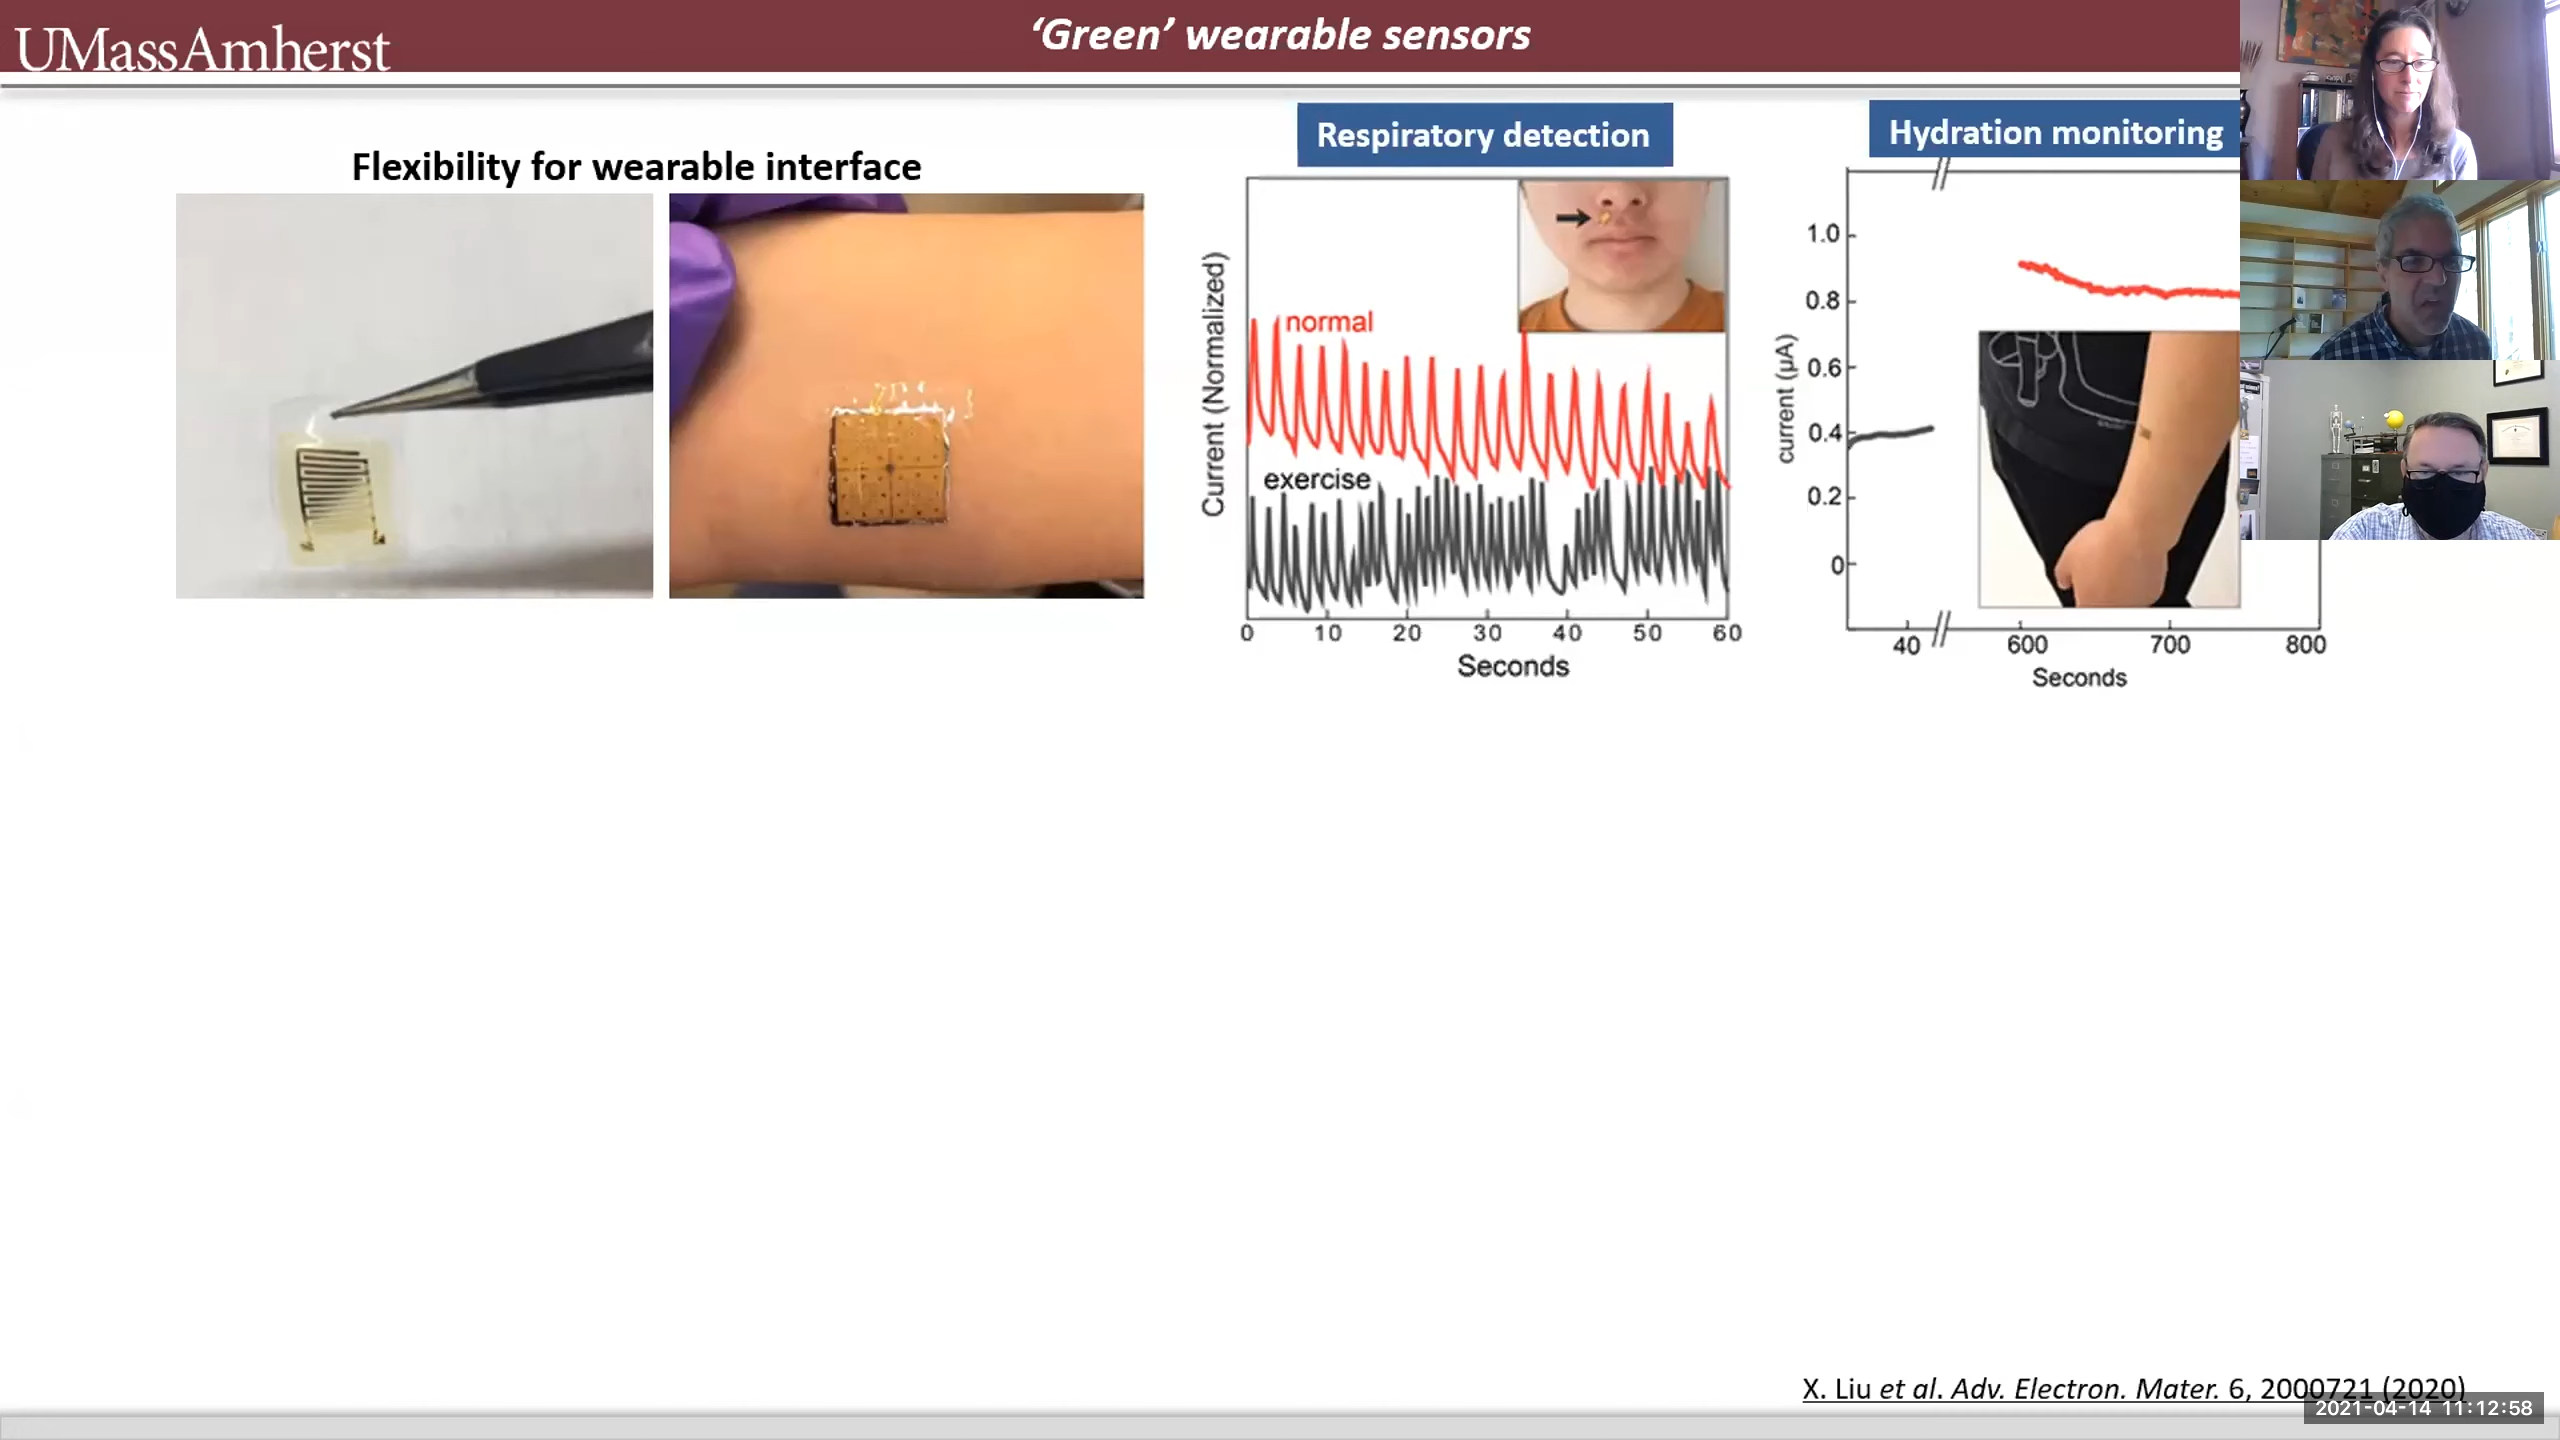 UMassAmherst
‘Green’ wearable sensors
Flexibility for wearable interface
Respiratory detection
Current (Normalized)
normal
exercise
0 10 20 30 40 50 60
Seconds
Hydration monitoring
current (µA)
1.0
0.8
0.6
0.4
0.2
0
40 600 700 800
Seconds
X. Liu et al. Adv. Electron. Mater. 6, 2000721 (2020)
2021-04-14 11:12:58